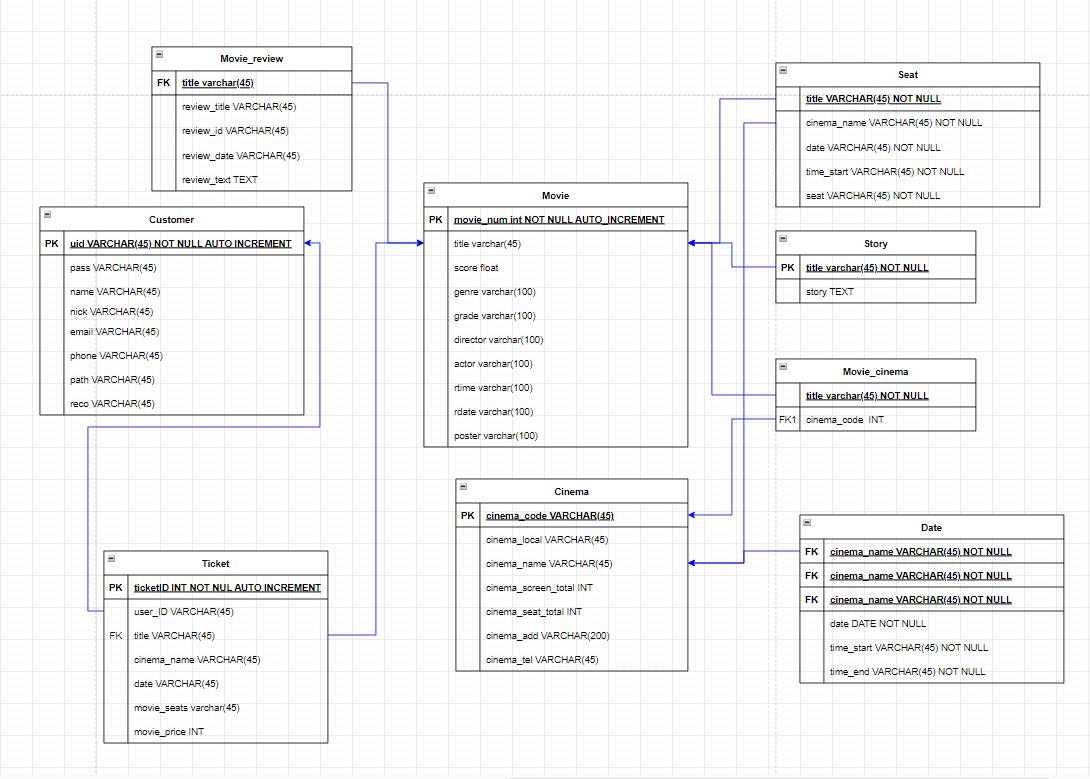 Movie_review
FK title varchar(45)
review_title VARCHAR(45)
review_id VARCHAR(45)
review_date VARCHAR(45)
review_text TEXT
Customer
PK uid VARCHAR(45) NOT NULL AUTO INCREMENT
pass VARCHAR(45)
name VARCHAR(45)
nick VARCHAR(45)
email VARCHAR(45)
phone VARCHAR(45)
path VARCHAR(45)
reco VARCHAR(45)
Ticket
PK ticketID INT NOT NUL AUTO INCREMENT
user_ID VARCHAR(45)
FK title VARCHAR(45)
cinema_name VARCHAR(45)
date VARCHAR(45)
movie_seats varchar(45)
movie_price INT
Movie
PK movie_num int NOT NULL AUTO_INCREMENT
title varchar(45)
score float
genre varchar(100)
grade varchar(100)
director varchar(100)
actor varchar(100)
rtime varchar(100)
rdate varchar(100)
poster varchar(100)
Cinema
PK cinema_code VARCHAR(45)
cinema_local VARCHAR(45)
cinema_name VARCHAR(45)
cinema_screen_total INT
cinema_seat_total INT
cinema_add VARCHAR(200)
cinema_tel VARCHAR(45)
Seat
title VARCHAR(45) NOT NULL
cinema_name VARCHAR(45) NOT NULL
date VARCHAR(45) NOT NULL
time_start VARCHAR(45) NOT NULL
seat VARCHAR(45) NOT NULL
Story
PK title varchar(45) NOT NULL
story TEXT
Movie_cinema
title varchar(45) NOT NULL
FK1 cinema_code INT
Date
FK cinema_name VARCHAR(45) NOT NULL
FK cinema_name VARCHAR(45) NOT NULL
FK cinema_name VARCHAR(45) NOT NULL
date DATE NOT NULL
time_start VARCHAR(45) NOT NULL
time_end VARCHAR(45) NOT NULL